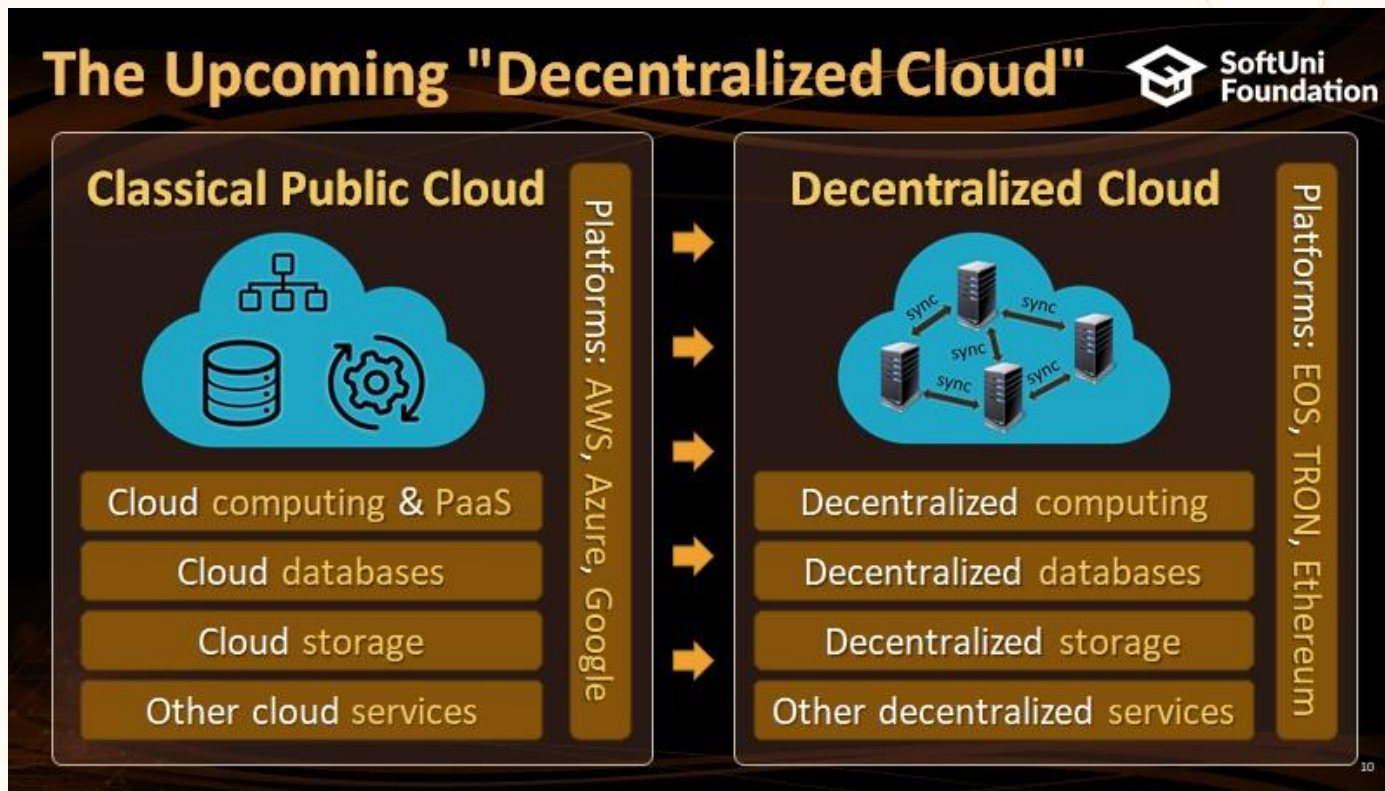 The Upcoming "Decentralized Cloud"
SoftUni
Foundation
Classical Public Cloud
Cloud computing & PaaS
Cloud databases
Cloud storage
Other cloud services
Platforms: AWS, Azure, Google
Decentralized Cloud
sync
sync
sync
sync
sync
Decentralized computing
Decentralized databases
Decentralized storage
Other decentralized services
Platforms: EOS, TRON, Ethereum
10